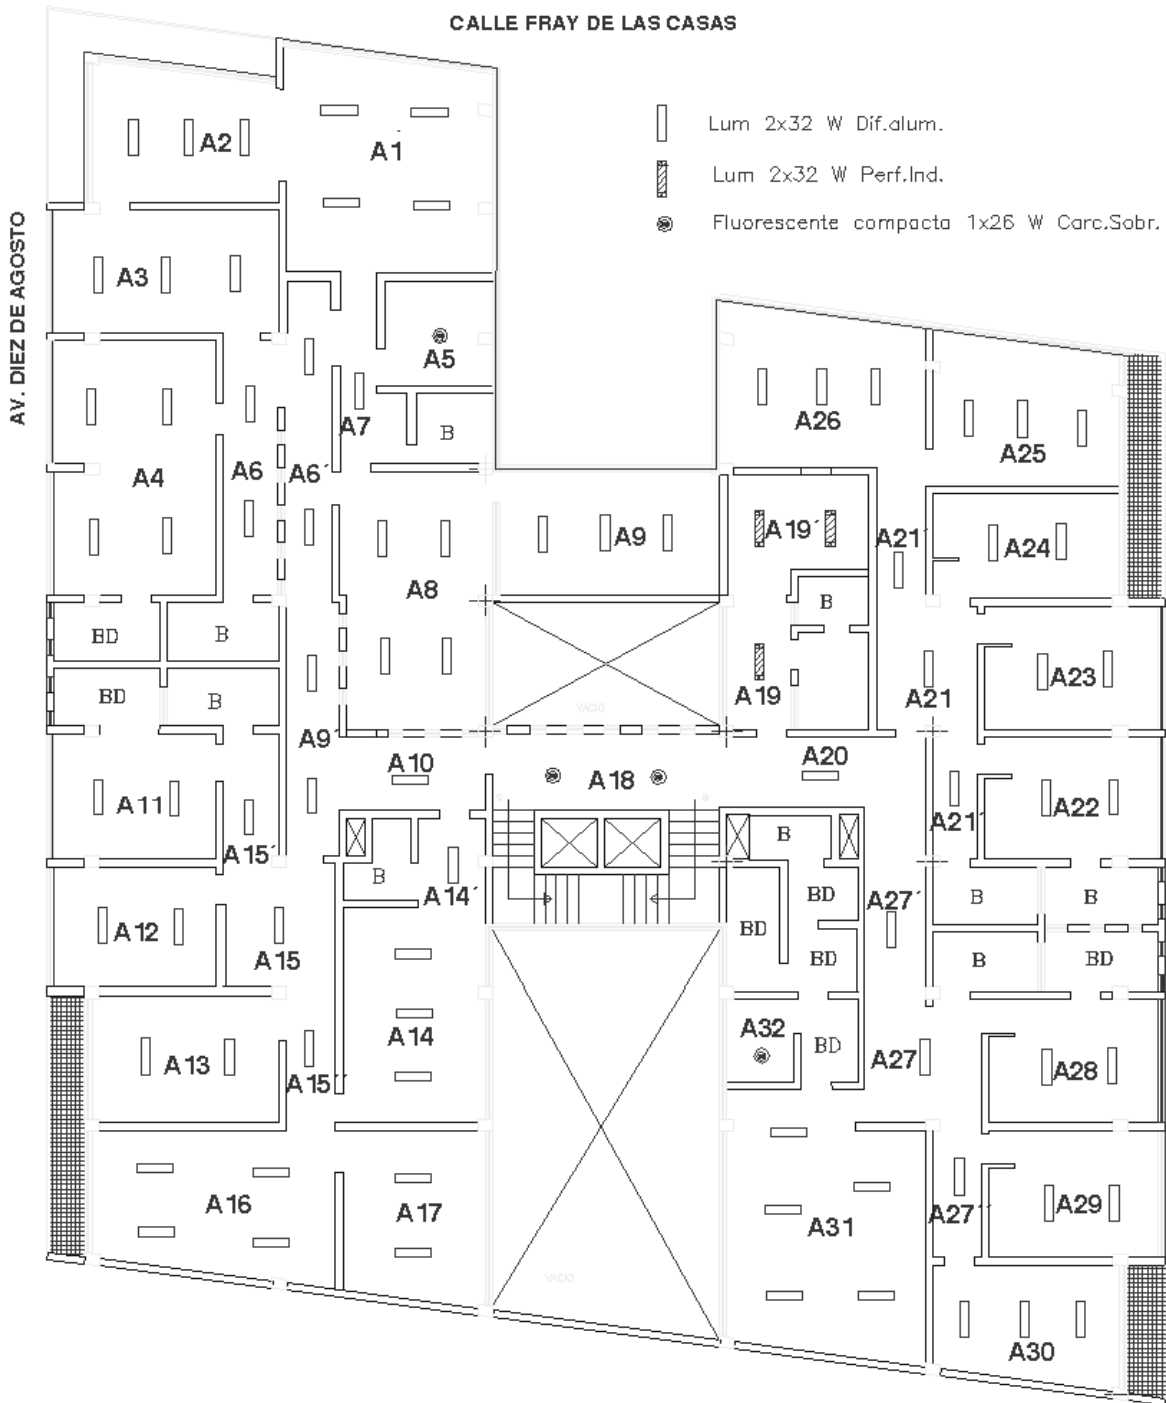 CALLE FRAY DE LAS CASAS
AV. DIEZ DE AGOSTO
Lum 2x32 W Dif.alum.
Lum 2x32 W Perf.Ind.
Fluorescente compacta 1x26 W Carc.Sobr.
A2
A1
A3
A5
A7
B
A4
A6
A6´
A26
A25
A8
A9
A19´
A21´
A24
BD
B
B
BD
B
A19
A21
A23
VACIO
A9´
A10
A18
A20
A11
A15´
A21´
A22
B
A14´
B
BD
A27´
B
B
A12
A15
BD
BD
B
BD
A13
A15´´
A14
A32
BD
A27
A28
A16
A17
A31
A27´´
A29
VACIO
A30